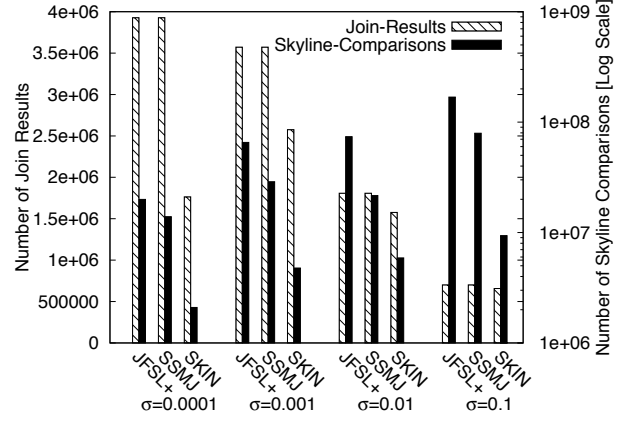 Join-Results
Skyline-Comparisons
Number of Join Results
4e+06
3.5e+06
3e+06
2.5e+06
2e+06
1.5e+06
1e+06
500000
0
Number of Skyline Comparisons [Log Scale]
1e+09
1e+08
1e+07
1e+06
JFSL+ SSMJ SKIN JFSL+ SSMJ SKIN JFSL+ SSMJ SKIN JFSL+ SSMJ SKIN
σ=0.0001 σ=0.001 σ=0.01 σ=0.1